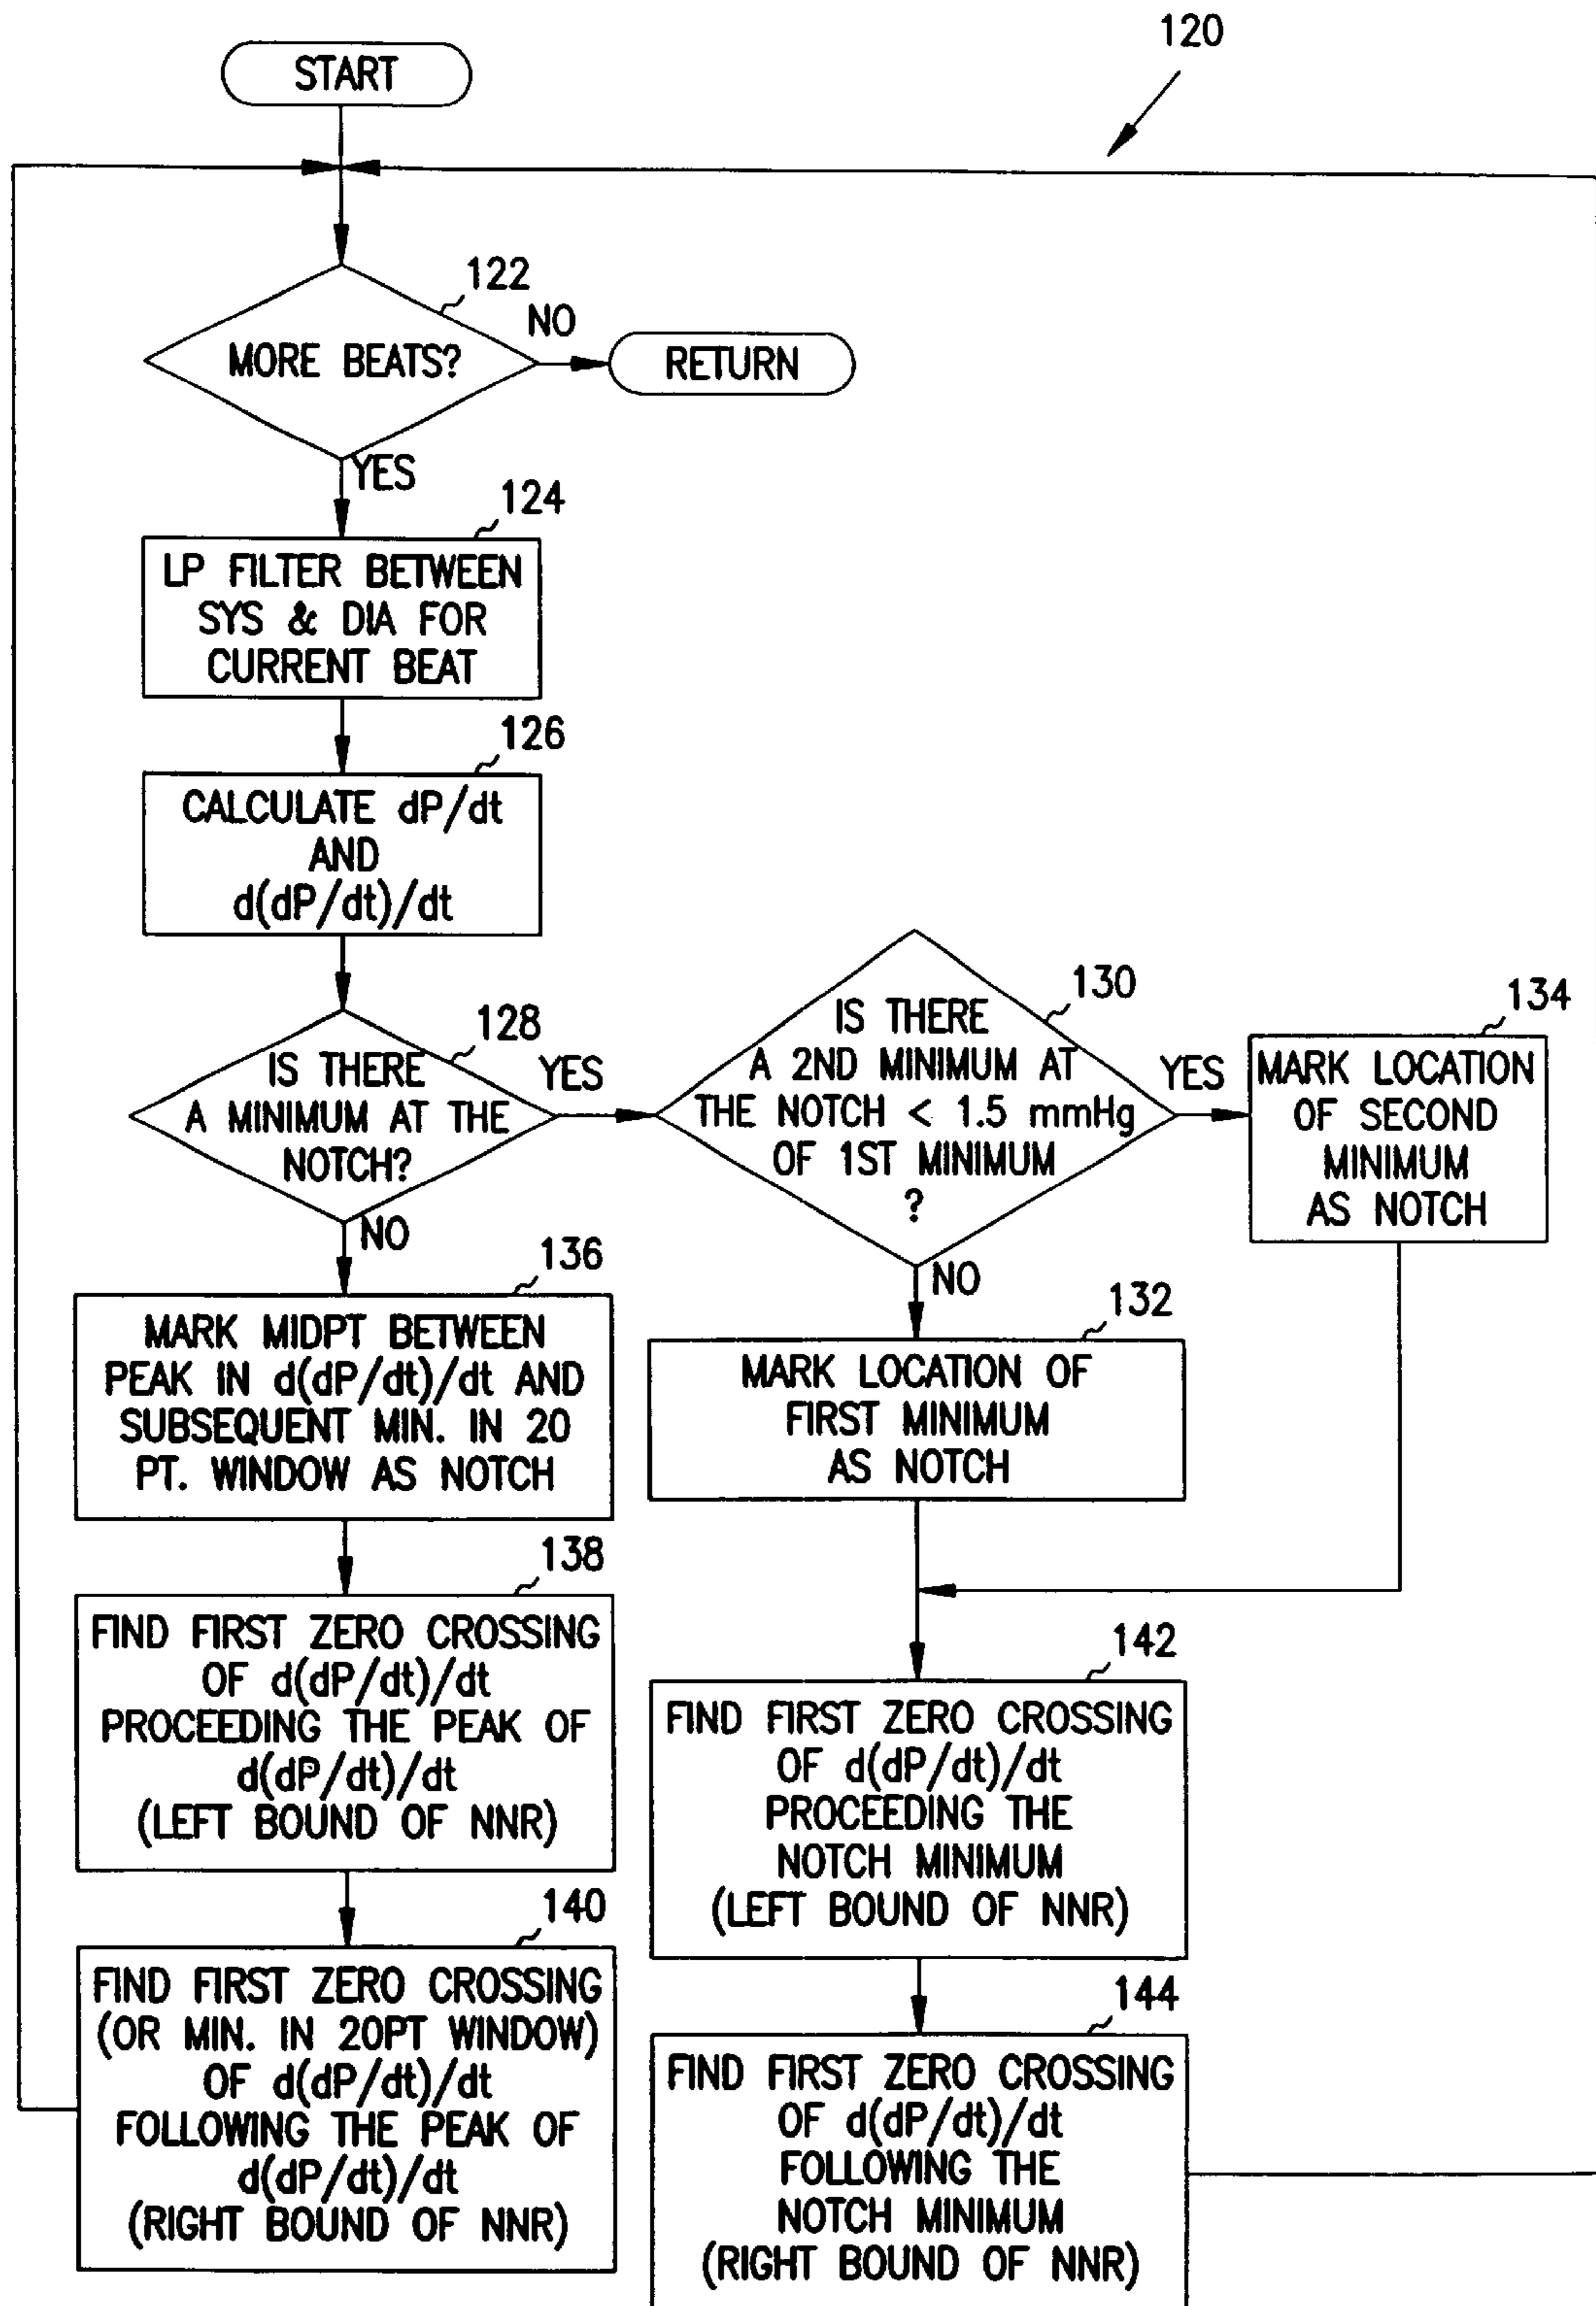 120
START
122
MORE BEATS?
NO
RETURN
YES
124
LP FILTER BETWEEN
SYS & DIA FOR
CURRENT BEAT
126
CALCULATE dP/dt
AND
d(dP/dt)/dt
128
IS THERE
A MINIMUM AT THE
NOTCH?
YES
130
IS THERE
A 2ND MINIMUM AT
THE NOTCH < 1.5 mmHg
OF 1ST MINIMUM
?
YES
134
MARK LOCATION
OF SECOND
MINIMUM
AS NOTCH
NO
136
MARK MIDPT BETWEEN
PEAK IN d(dP/dt)/dt AND
SUBSEQUENT MIN. IN 20
PT. WINDOW AS NOTCH
NO
132
MARK LOCATION OF
FIRST MINIMUM
AS NOTCH
138
FIND FIRST ZERO CROSSING
OF d(dP/dt)/dt
PROCEEDING THE PEAK OF
d(dP/dt)/dt
(LEFT BOUND OF NNR)
142
FIND FIRST ZERO CROSSING
OF d(dP/dt)/dt
PROCEEDING THE
NOTCH MINIMUM
(LEFT BOUND OF NNR)
140
FIND FIRST ZERO CROSSING
(OR MIN. IN 20PT WINDOW)
OF d(dP/dt)/dt
FOLLOWING THE PEAK OF
d(dP/dt)/dt
(RIGHT BOUND OF NNR)
144
FIND FIRST ZERO CROSSING
OF d(dP/dt)/dt
FOLLOWING THE
NOTCH MINIMUM
(RIGHT BOUND OF NNR)